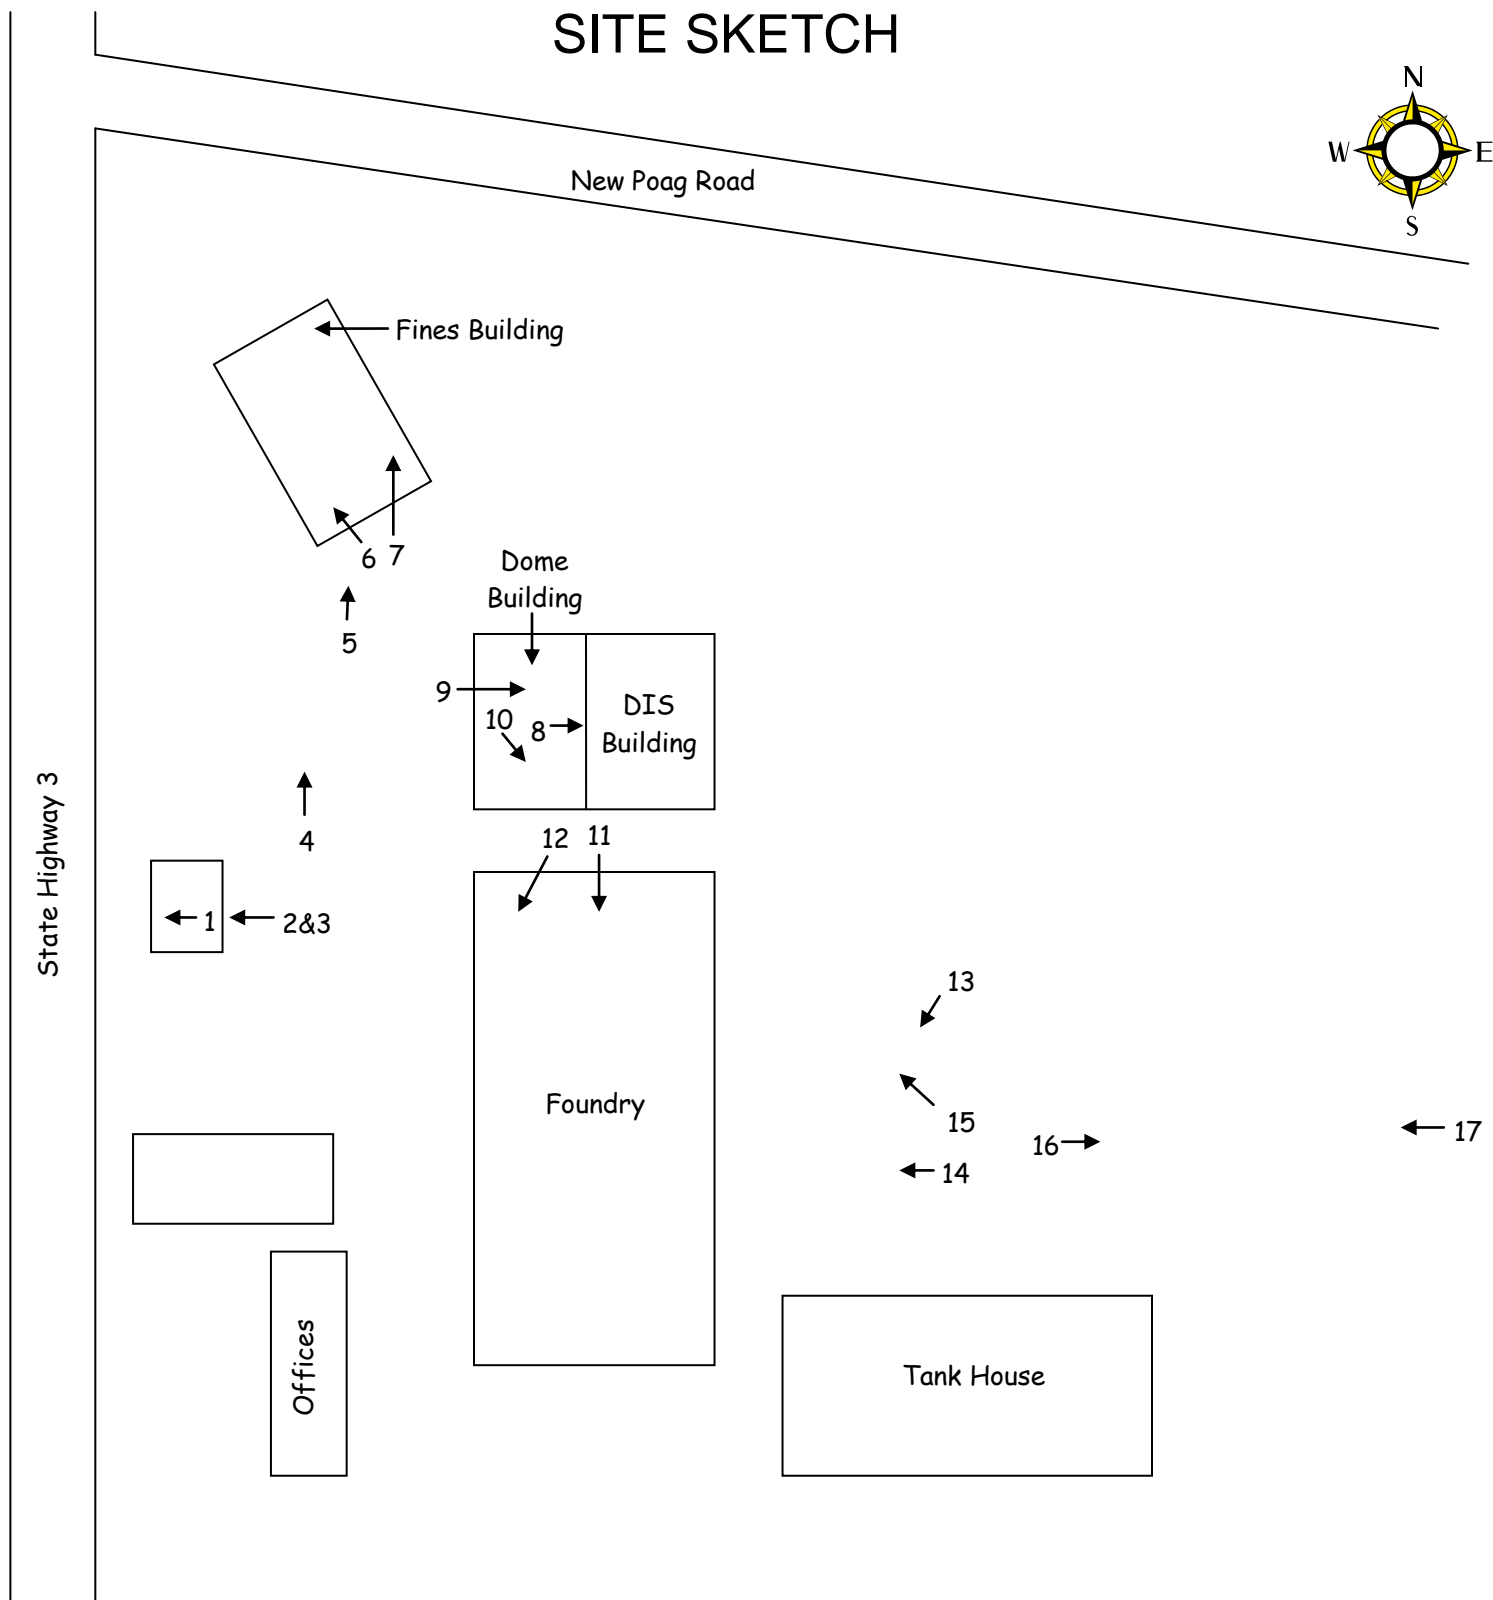 SITE SKETCH
N
W
E
S
New Poag Road
Fines Building
6
7
Dome
Building
5
9
10
8
DIS
Building
State Highway 3
4
12
11
1
2&3
13
Foundry
15
16
17
14
Offices
Tank House